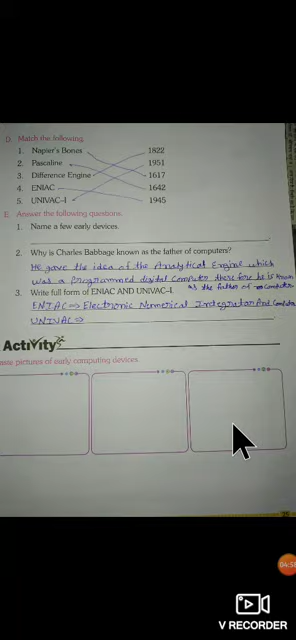 D. Match the following.
1. Napier's Bones 1822
2. Pascaline 1951
3. Difference Engine 1617
4. ENIAC 1642
5. UNIVAC-I 1945
E. Answer the following questions.
1. Name a few early devices.
2. Why is Charles Babbage known as the father of computers?
He gave the idea of the Analytical Engine which
was a programmed digital computer therefore he is known
as the father of computer
3. Write full form of ENIAC AND UNIVAC-I.
ENIAC ⇒ Electronic Numerical Integrator And Computer
UNIVAC ⇒
Activity
aste pictures of early computing devices.
04:58
V RECORDER